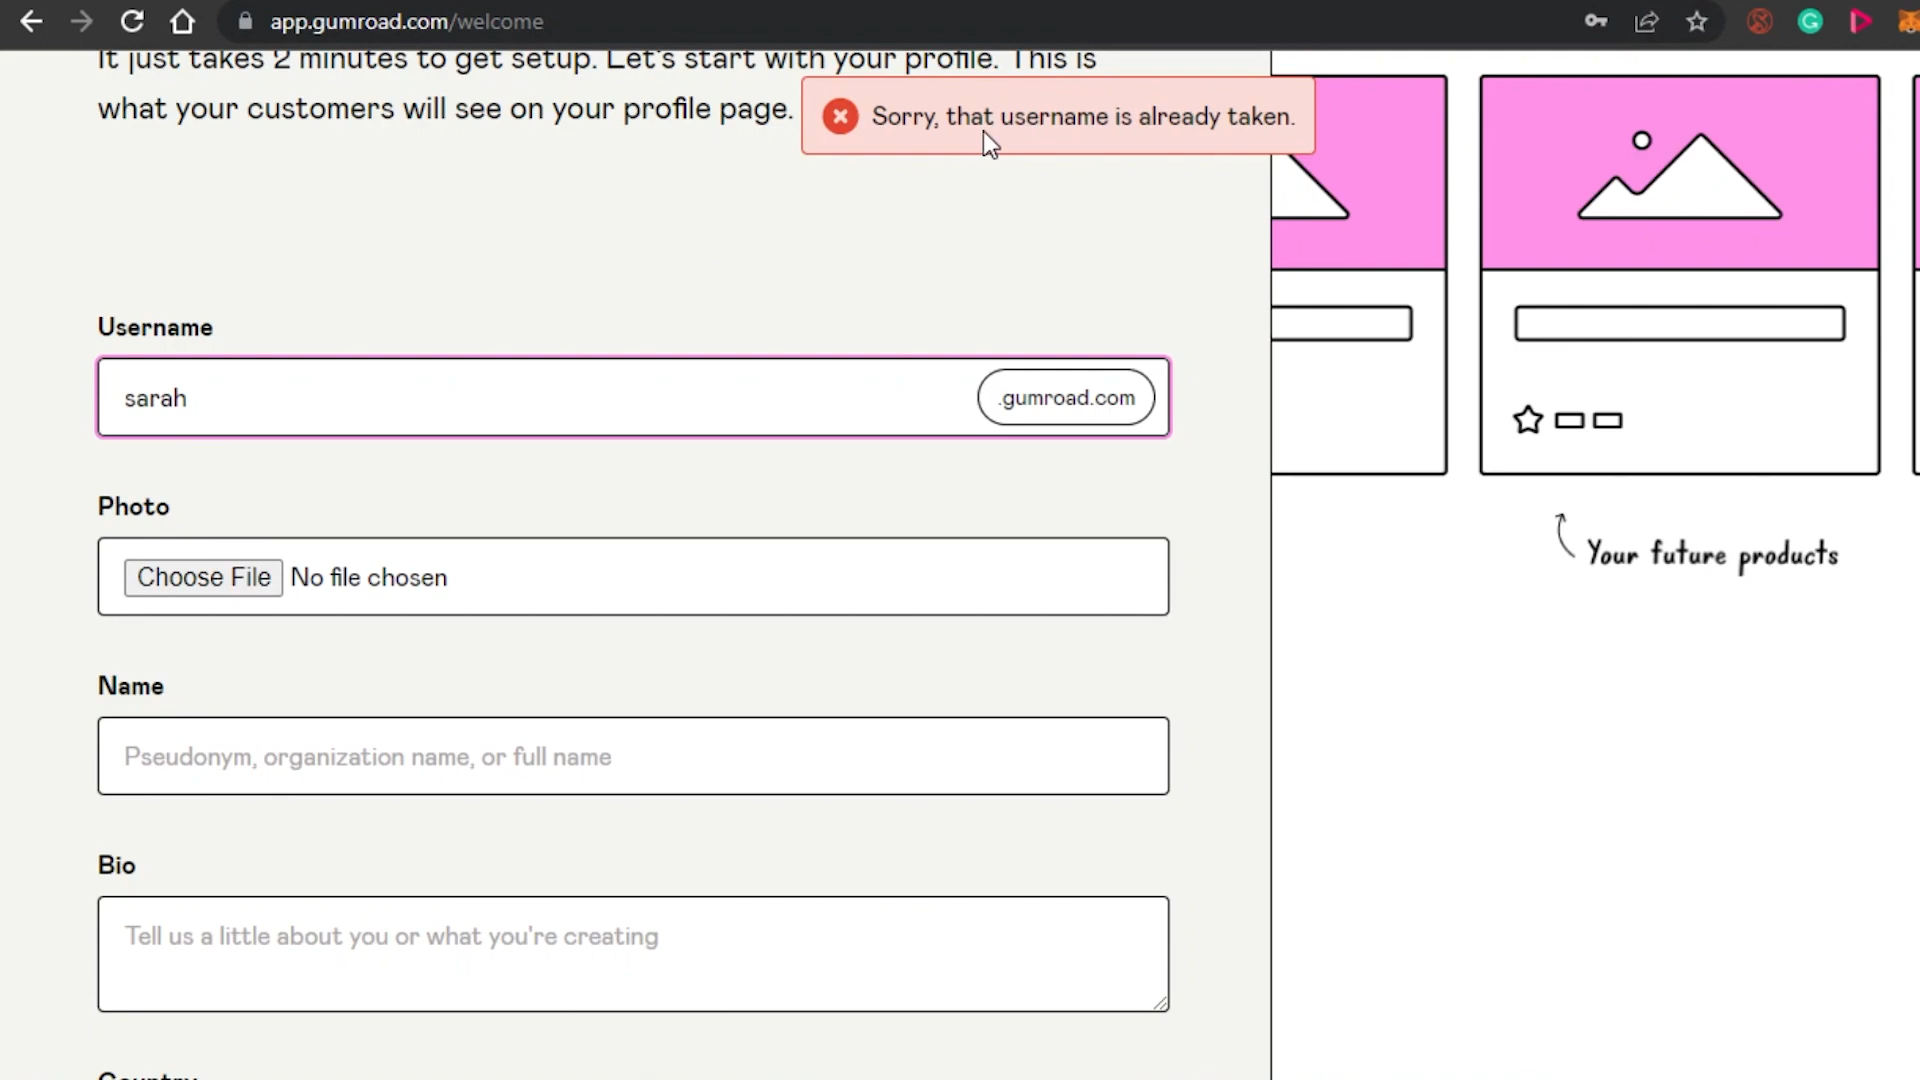 app.gumroad.com/welcome
It just takes 2 minutes to get setup. Let's start with your profile. This is
what your customers will see on your profile page.
Sorry, that username is already taken.
Username
sarah
.gumroad.com
Photo
Choose File No file chosen
Your future products
Name
Pseudonym, organization name, or full name
Bio
Tell us a little about you or what you're creating
Country